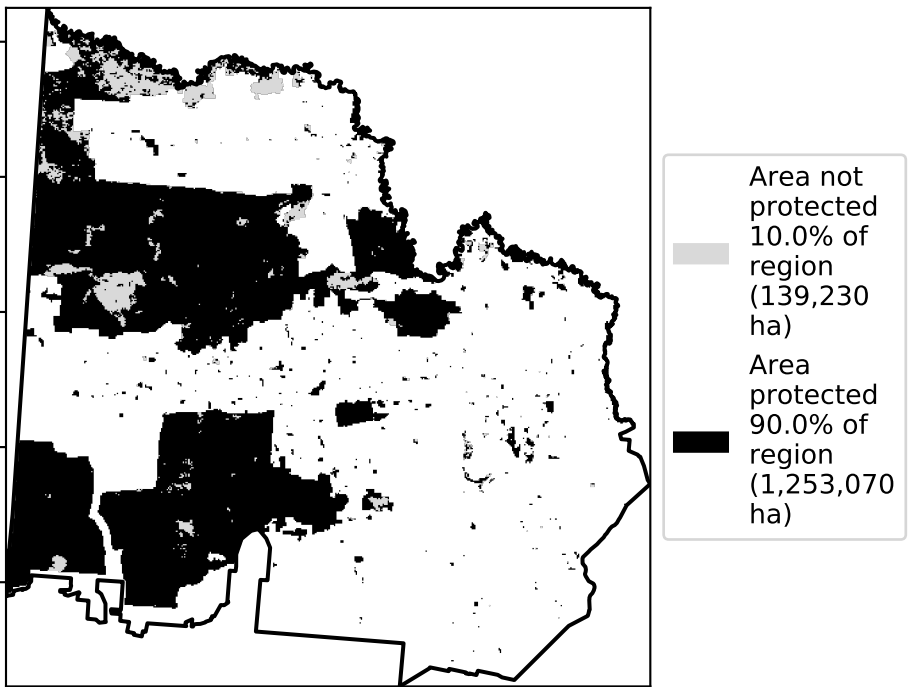 Area not
protected
10.0% of
region
(139,230
ha)
Area
protected
90.0% of
region
(1,253,070
ha)